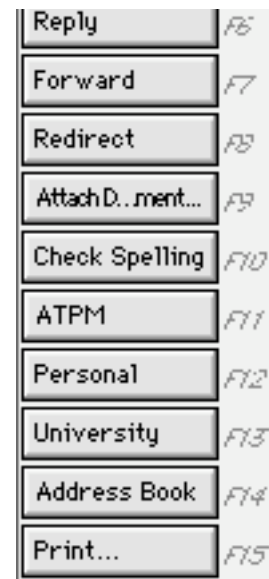 Reply F6
Forward F7
Redirect F8
Attach D...ment... F9
Check Spelling F10
ATPM F11
Personal F12
University F13
Address Book F14
Print... F15